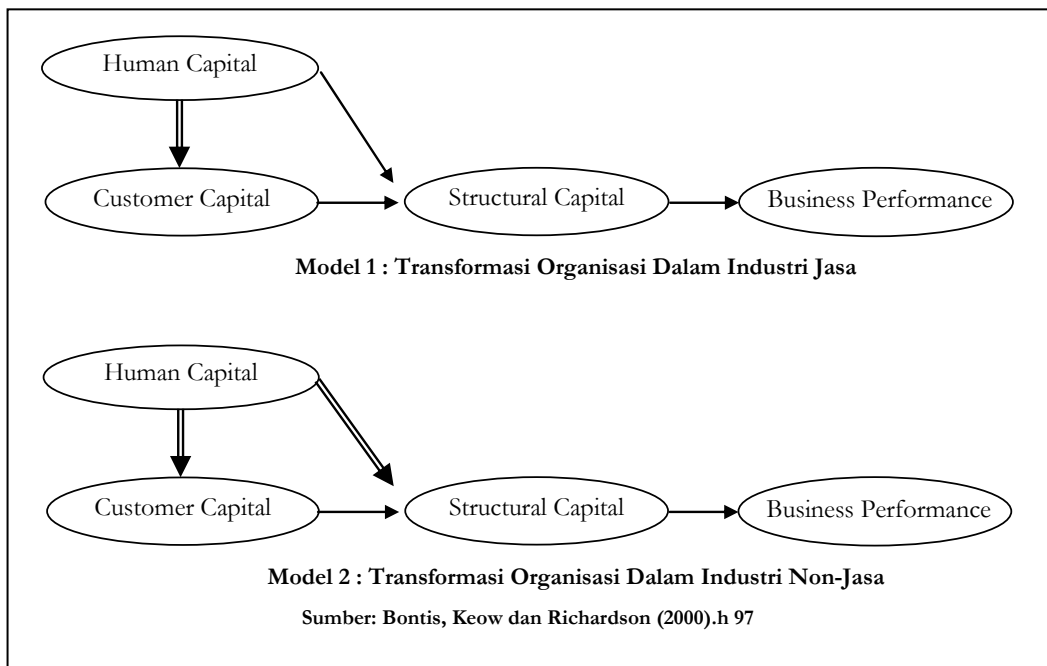 Human Capital
Customer Capital
Structural Capital
Business Performance
Model 1 : Transformasi Organisasi Dalam Industri Jasa
Human Capital
Customer Capital
Structural Capital
Business Performance
Model 2 : Transformasi Organisasi Dalam Industri Non-Jasa
Sumber: Bontis, Keow dan Richardson (2000).h 97